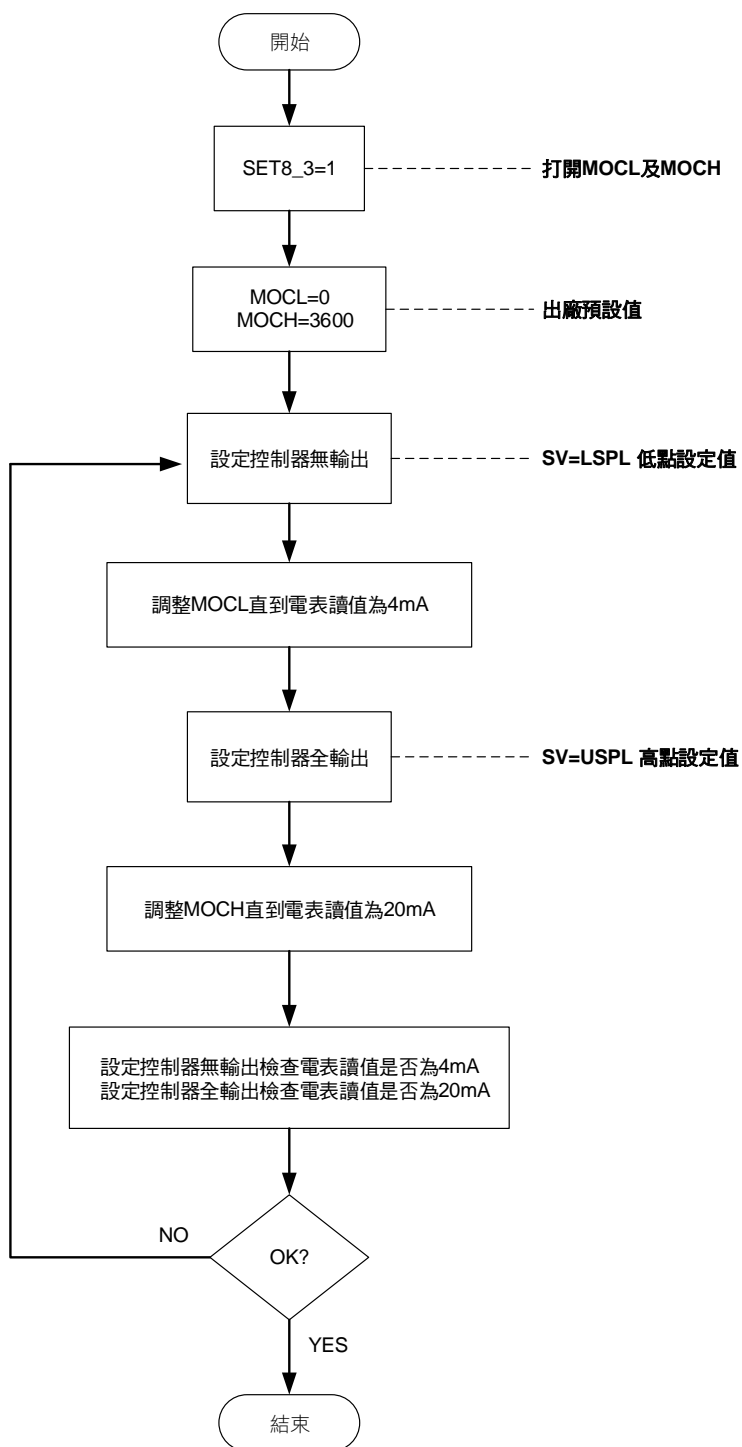 開始
SET8_3=1
打開MOCL及MOCH
MOCL=0
MOCH=3600
出廠預設值
設定控制器無輸出
SV=LSPL 低點設定值
調整MOCL直到電表讀值為4mA
設定控制器全輸出
SV=USPL 高點設定值
調整MOCH直到電表讀值為20mA
設定控制器無輸出檢查電表讀值是否為4mA
設定控制器全輸出檢查電表讀值是否為20mA
NO
OK?
YES
結束